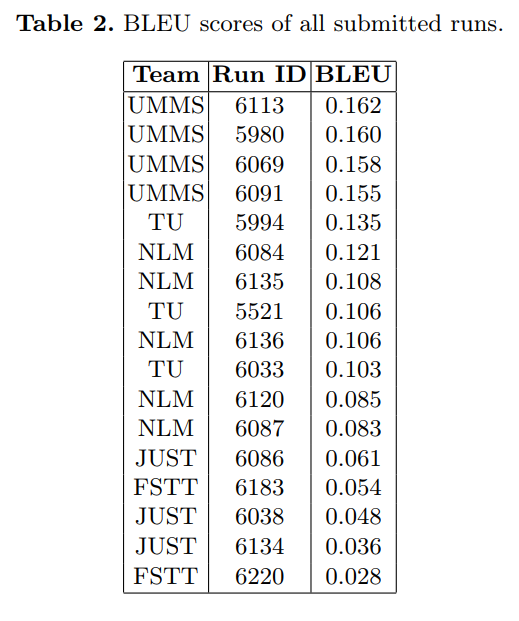 Table 2. BLEU scores of all submitted runs.
Team Run ID BLEU
UMMS 6113 0.162
UMMS 5980 0.160
UMMS 6069 0.158
UMMS 6091 0.155
TU 5994 0.135
NLM 6084 0.121
NLM 6135 0.108
TU 5521 0.106
NLM 6136 0.106
TU 6033 0.103
NLM 6120 0.085
NLM 6087 0.083
JUST 6086 0.061
FSTT 6183 0.054
JUST 6038 0.048
JUST 6134 0.036
FSTT 6220 0.028